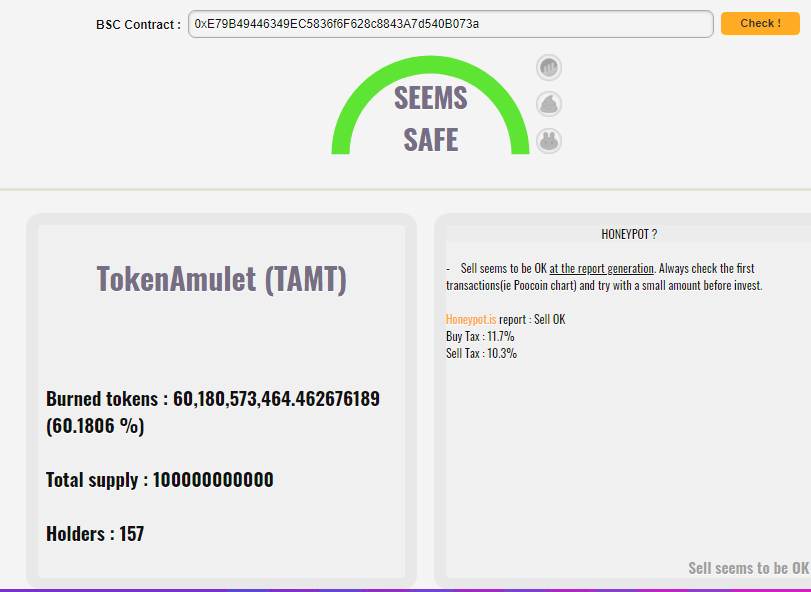 BSC Contract : 0xE79B49446349EC5836f6F628c8843A7d540B073a Check !
SEEMS
SAFE
TokenAmulet (TAMT)
Burned tokens : 60,180,573,464.462676189
(60.1806 %)
Total supply : 100000000000
Holders : 157
HONEYPOT ?
- Sell seems to be OK at the report generation. Always check the first
transactions(ie Poocoin chart) and try with a small amount before invest.
Honeypot.is report : Sell OK
Buy Tax : 11.7%
Sell Tax : 10.3%
Sell seems to be OK